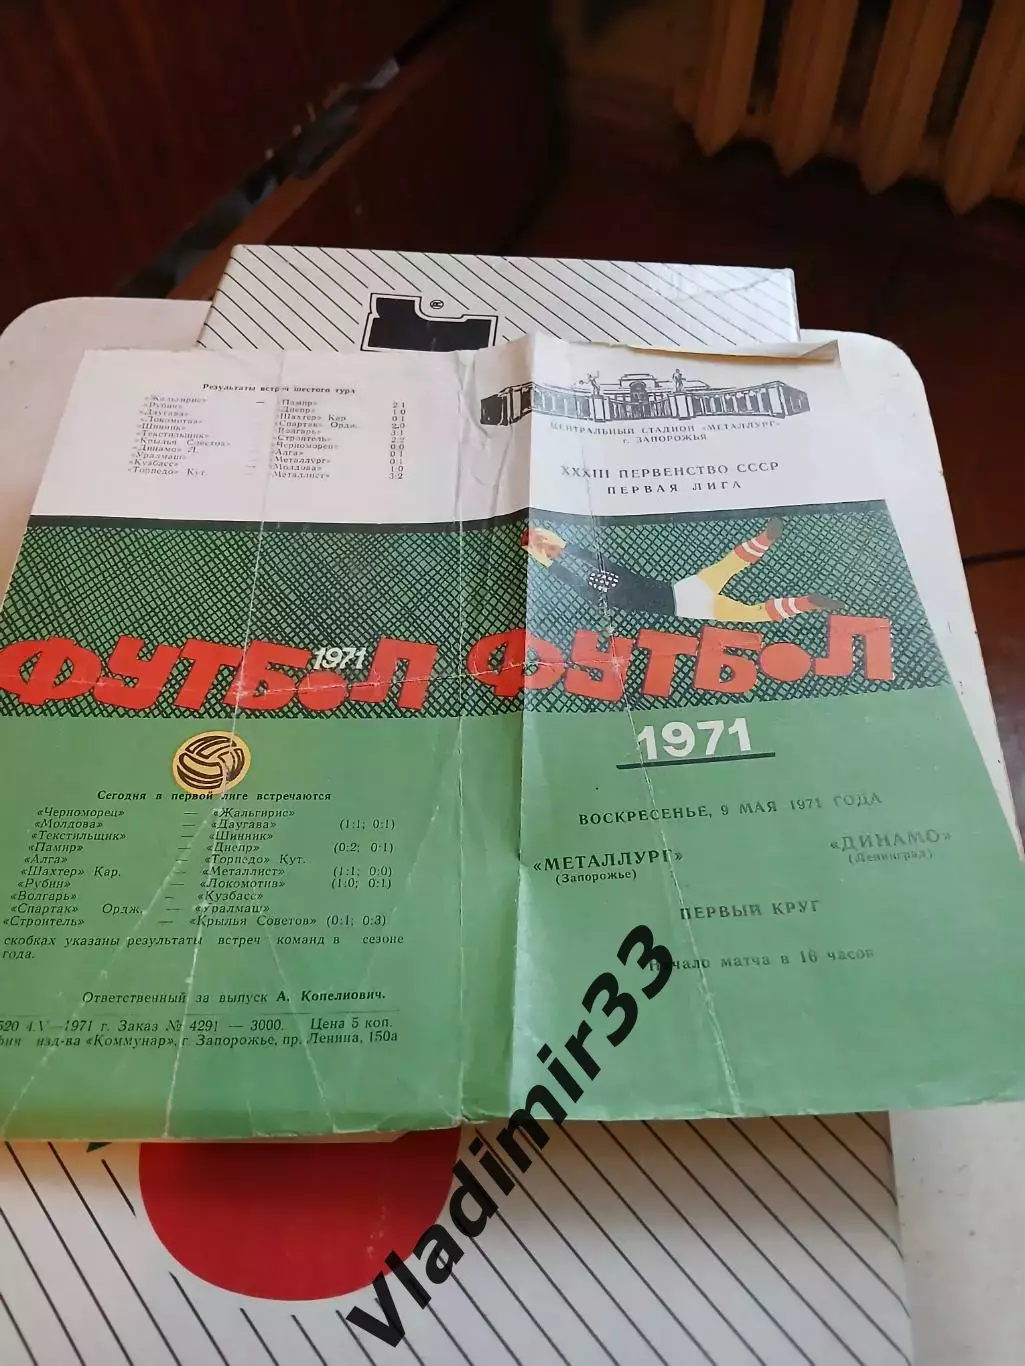 Результаты встреч шестого тура
«Жальгирис» — «Памир» 2:1
«Рубин» «Днепр» 1:0
«Даугава» «Шахтер» Кар. 0:1
«Локомотив» «Спартак» Ордж.
«Шинник» «Волгарь» 3:1
«Текстильщик» «Строитель» 2:2
«Крылья Советов» «Черноморец» 0:0
«Динамо» Л. «Алга» 0:1
«Уралмаш» «Металлург» 0:1
«Кузбасс» — «Молдова» 1:0
«Торпедо» Кут. «Металлист» 3:2
ФУТБОЛ
1971
Сегодня в первой лиге встречаются
«Черноморец» — «Жальгирис»
«Молдова» — «Даугава» (1:1; 0:1)
«Текстильщик» — «Шинник»
«Памир» — «Днепр» (0:2; 0:1)
«Алга» — «Торпедо» Кут.
«Шахтер» Кар. — «Металлист» (1:1; 0:0)
«Рубин» — «Локомотив» (1:0; 0:1)
«Волгарь» — «Кузбасс»
«Спартак» Ордж. — «Уралмаш»
«Строитель» — «Крылья Советов» (0:1; 0:3)
скобках указаны результаты встреч команд в сезоне
года.
Ответственный за выпуск А. Копелиович.
520 4.V—1971 г. Заказ № 4291 — 3000. Цена 5 коп.
фия изд-ва «Коммунар», г. Запорожье, пр. Ленина, 150а
ЦЕНТРАЛЬНЫЙ СТАДИОН «МЕТАЛЛУРГ»
г. ЗАПОРОЖЬЯ
XXXIII ПЕРВЕНСТВО СССР
ПЕРВАЯ ЛИГА
ФУТБОЛ
1971
ВОСКРЕСЕНЬЕ, 9 МАЯ 1971 ГОДА
«МЕТАЛЛУРГ» «ДИНАМО»
(Запорожье) (Ленинград)
ПЕРВЫЙ КРУГ
Начало матча в 16 часов
vladimir33